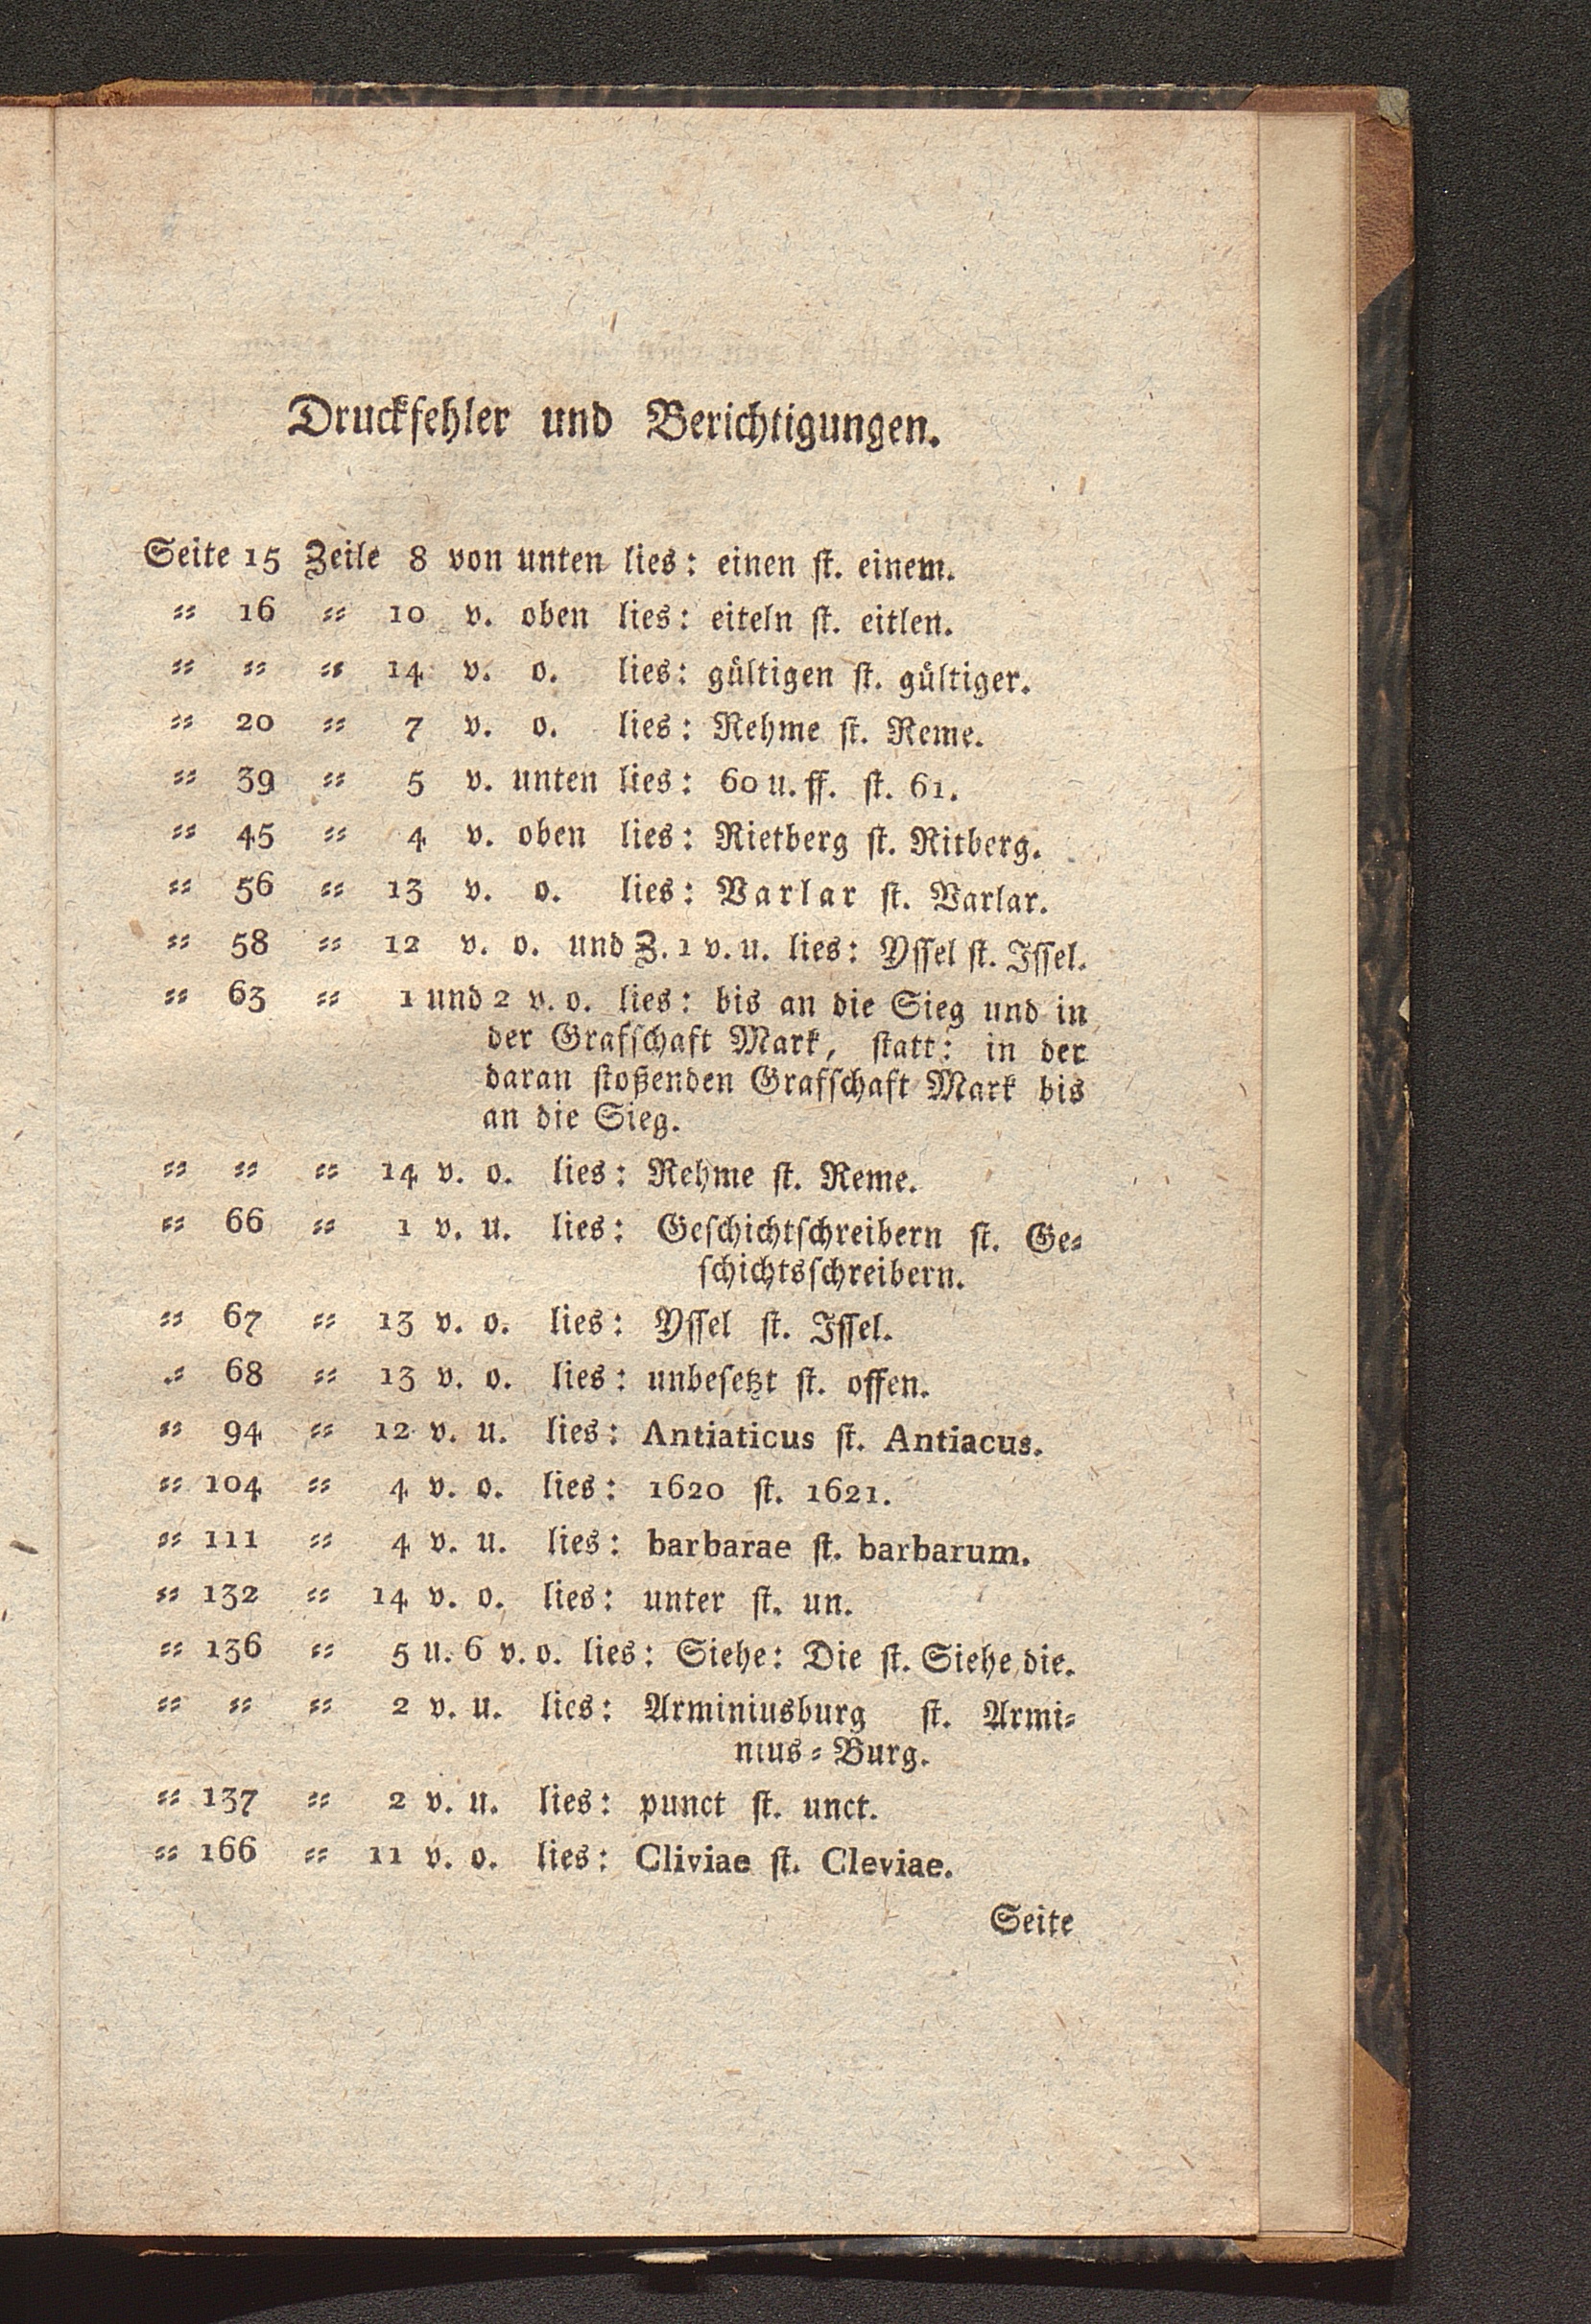 Druckfehler und Berichtigungen.
Seite 15 Zeile 8 von unten lies: einen ſt. einem.
⸗⸗ 16 ⸗⸗ 10 v. oben lies: eiteln ſt. eitlen.
⸗⸗ ⸗⸗ ⸗⸗ 14 v. o. lies: gültigen ſt. gültiger.
⸗⸗ 20 ⸗⸗ 7 v. o. lies: Rehme ſt. Reme.
⸗⸗ 39 ⸗⸗ 5 v. unten lies: 60 u. ff. ſt. 61.
⸗⸗ 45 ⸗⸗ 4 v. oben lies: Rietberg ſt. Ritberg.
⸗⸗ 56 ⸗⸗ 13 v. o. lies: Varlar ſt. Varlar.
⸗⸗ 58 ⸗⸗ 12 v. o. und Z. 1 v. u. lies: Yſſel ſt. Iſſel.
⸗⸗ 63 ⸗⸗ 1 und 2 v. o. lies: bis an die Sieg und in
der Grafſchaft Mark, ſtatt: in der
daran ſtoßenden Grafſchaft Mark bis
an die Sieg.
⸗⸗ ⸗⸗ ⸗⸗ 14 v. o. lies: Rehme ſt. Reme.
⸗⸗ 66 ⸗⸗ 1 v. u. lies: Geſchichtſchreibern ſt. Ge⸗
ſchichtsſchreibern.
⸗⸗ 67 ⸗⸗ 13 v. o. lies: Yſſel ſt. Iſſel.
⸗⸗ 68 ⸗⸗ 13 v. o. lies: unbeſetzt ſt. offen.
⸗⸗ 94 ⸗⸗ 12 v. u. lies: Antiaticus ſt. Antiacus.
⸗⸗ 104 ⸗⸗ 4 v. o. lies: 1620 ſt. 1621.
⸗⸗ 111 ⸗⸗ 4 v. u. lies: barbarae ſt. barbarum.
⸗⸗ 132 ⸗⸗ 14 v. o. lies: unter ſt. un.
⸗⸗ 136 ⸗⸗ 5 u. 6 v. o. lies: Siehe: Die ſt. Siehe die.
⸗⸗ ⸗⸗ ⸗⸗ 2 v. u. lies: Arminiusburg ſt. Armi⸗
nius⸗Burg.
⸗⸗ 137 ⸗⸗ 2 v. u. lies: punct ſt. unct.
⸗⸗ 166 ⸗⸗ 11 v. o. lies: Cliviae ſt. Cleviae.
Seite